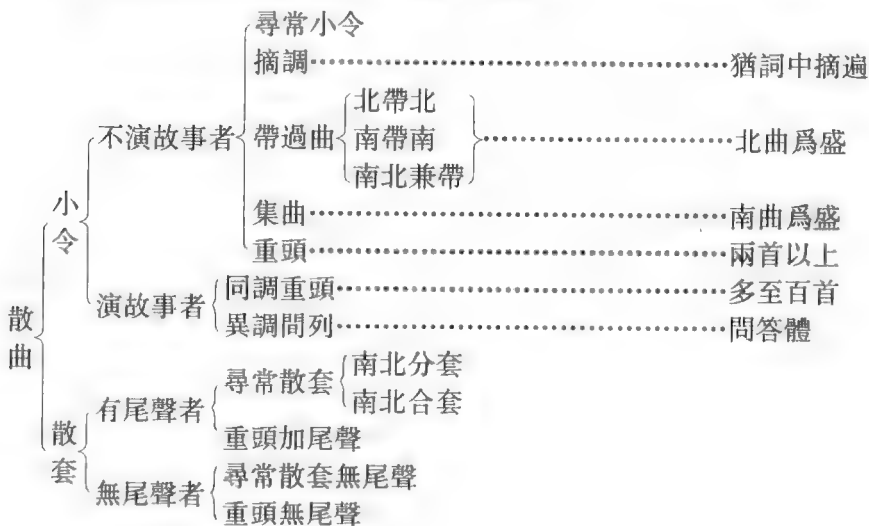 尋常小令
摘調……………………猶詞中摘遍
北帶北
不演故事者 帶過曲 南帶南……………………北曲爲盛
南北兼帶
小令
集曲……………………南曲爲盛
重頭……………………兩首以上
散曲
演故事者 同調重頭……………………多至百首
異調間列……………………問答體
南北分套
尋常散套
有尾聲者 南北合套
散套
重頭加尾聲
無尾聲者 尋常散套無尾聲
重頭無尾聲